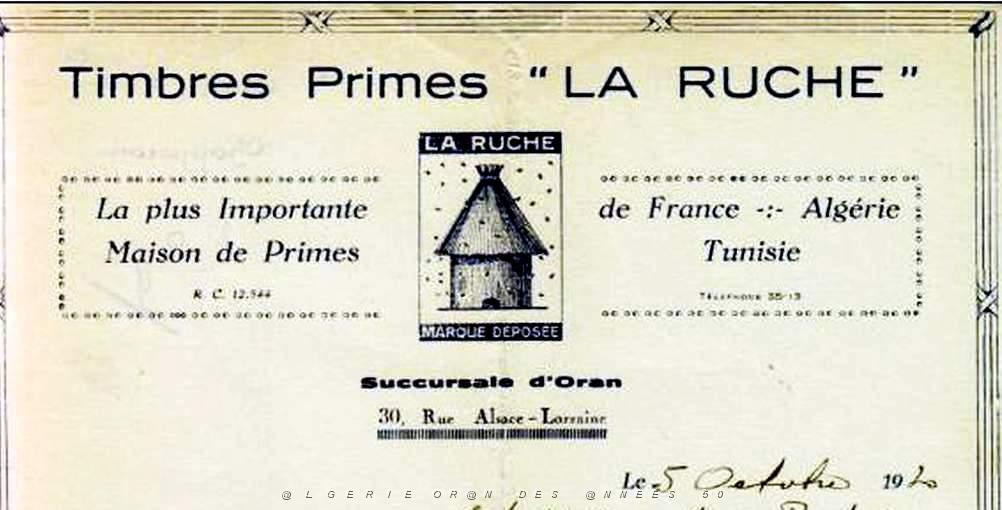 Timbres Primes "LA RUCHE"
LA RUCHE
MARQUE DÉPOSÉE
La plus Importante
Maison de Primes
R. C. 12.544
de France -:- Algérie
Tunisie
TÉLÉPHONE 35-13
Succursale d'Oran
30, Rue Alsace-Lorraine
Le 5 Octobre 19
@LGERIE OR@N DES @NNEES 50